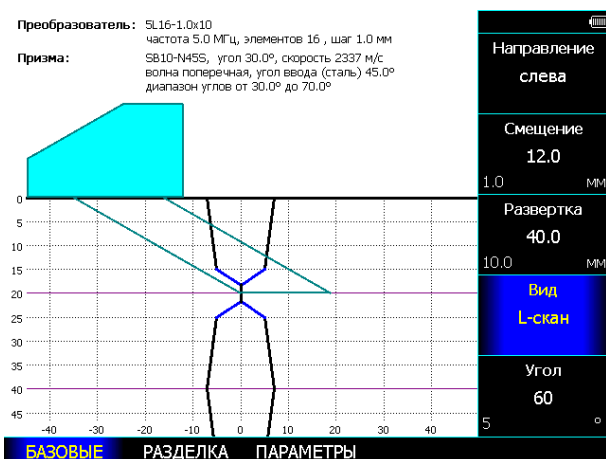 Преобразователь: 5L16-1.0x10
частота 5.0 МГц, элементов 16 , шаг 1.0 мм
Призма: SB10-N45S, угол 30.0°, скорость 2337 м/с
волна поперечная, угол ввода (сталь) 45.0°
диапазон углов от 30.0° до 70.0°
Направление
слева
Смещение
12.0
1.0 мм
Развертка
40.0
10.0 мм
Вид
L-скан
Угол
60
5 °
0
5
10
15
20
25
30
35
40
45
-40 -30 -20 -10 0 10 20 30 40
БАЗОВЫЕ РАЗДЕЛКА ПАРАМЕТРЫ